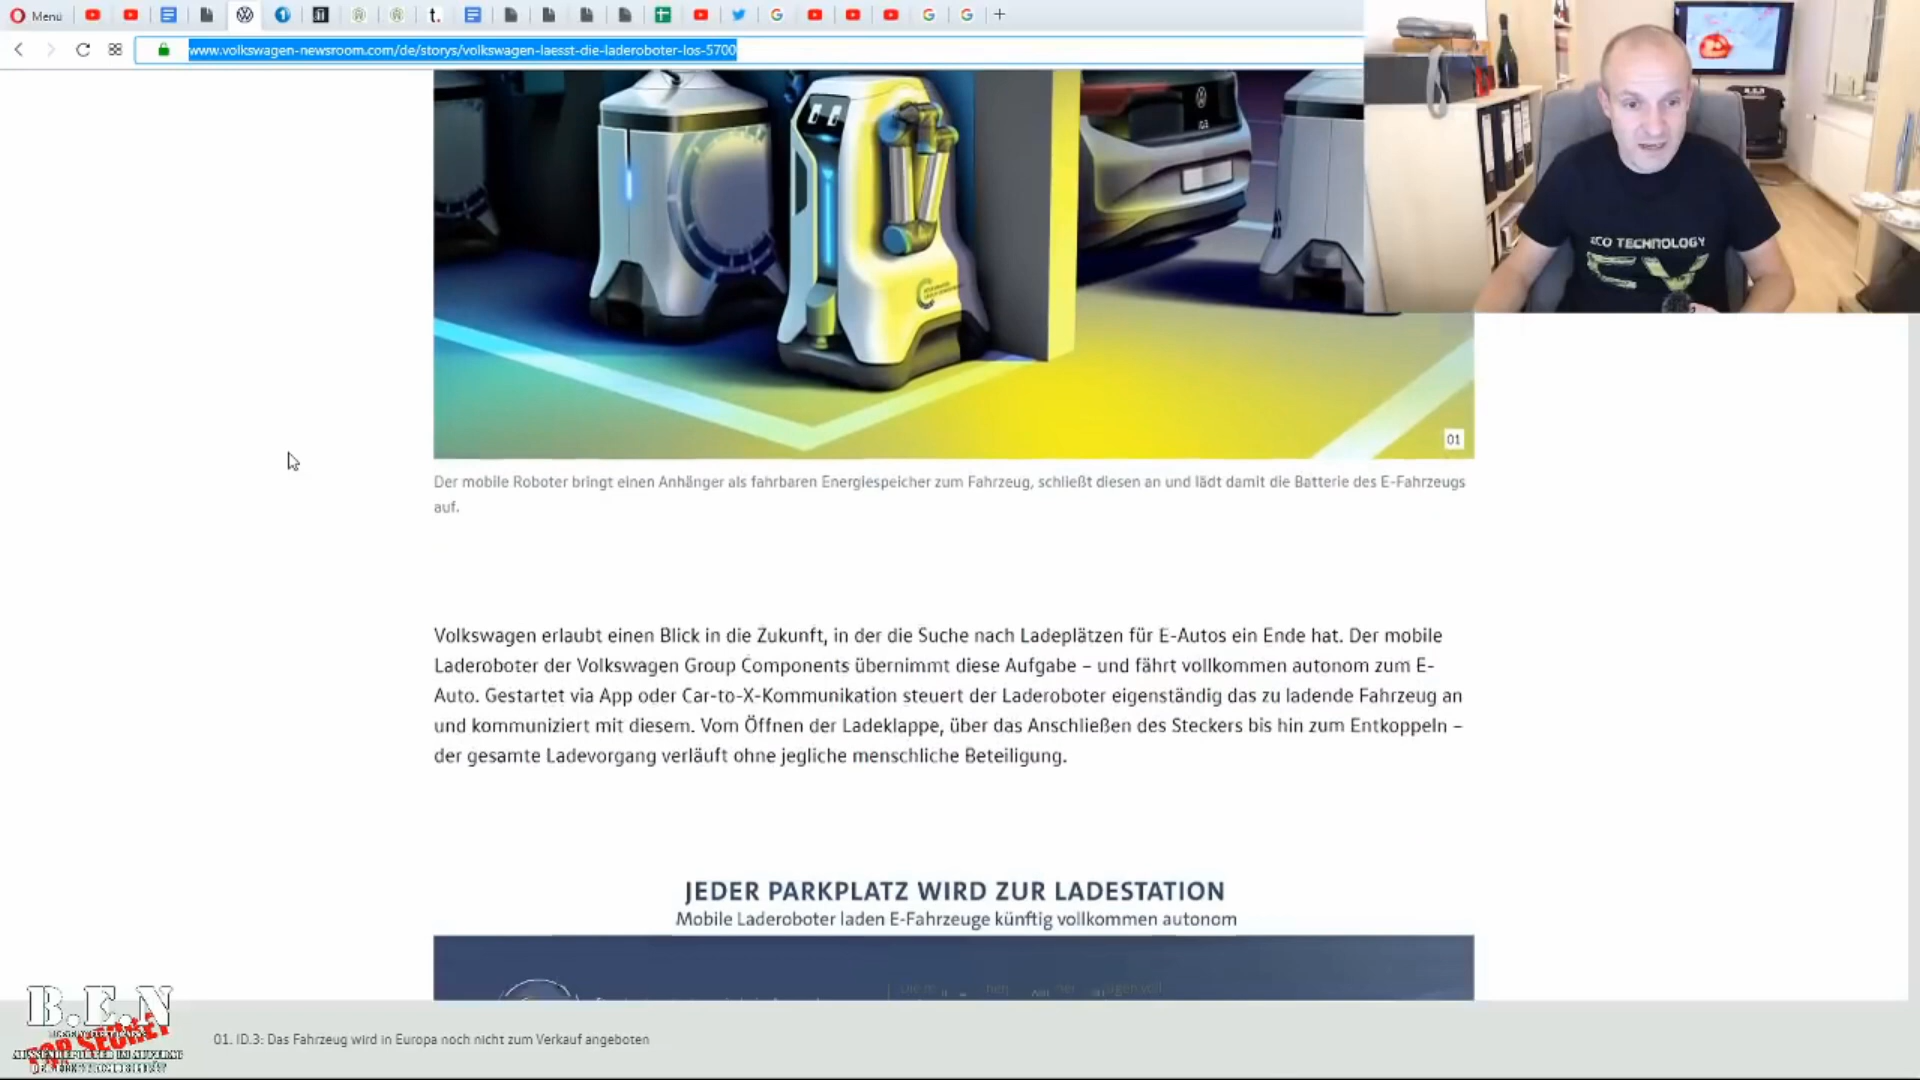 Menü
t.
www.volkswagen-newsroom.com/de/storys/volkswagen-laesst-die-laderoboter-los-5700
ECO TECHNOLOGY
01
Der mobile Roboter bringt einen Anhänger als fahrbaren Energiespeicher zum Fahrzeug, schließt diesen an und lädt damit die Batterie des E-Fahrzeugs
auf.
Volkswagen erlaubt einen Blick in die Zukunft, in der die Suche nach Ladeplätzen für E-Autos ein Ende hat. Der mobile
Laderoboter der Volkswagen Group Components übernimmt diese Aufgabe – und fährt vollkommen autonom zum E-
Auto. Gestartet via App oder Car-to-X-Kommunikation steuert der Laderoboter eigenständig das zu ladende Fahrzeug an
und kommuniziert mit diesem. Vom Öffnen der Ladeklappe, über das Anschließen des Steckers bis hin zum Entkoppeln –
der gesamte Ladevorgang verläuft ohne jegliche menschliche Beteiligung.
JEDER PARKPLATZ WIRD ZUR LADESTATION
Mobile Laderoboter laden E-Fahrzeuge künftig vollkommen autonom
B.E.N
TOP SECRET
01. ID.3: Das Fahrzeug wird in Europa noch nicht zum Verkauf angeboten